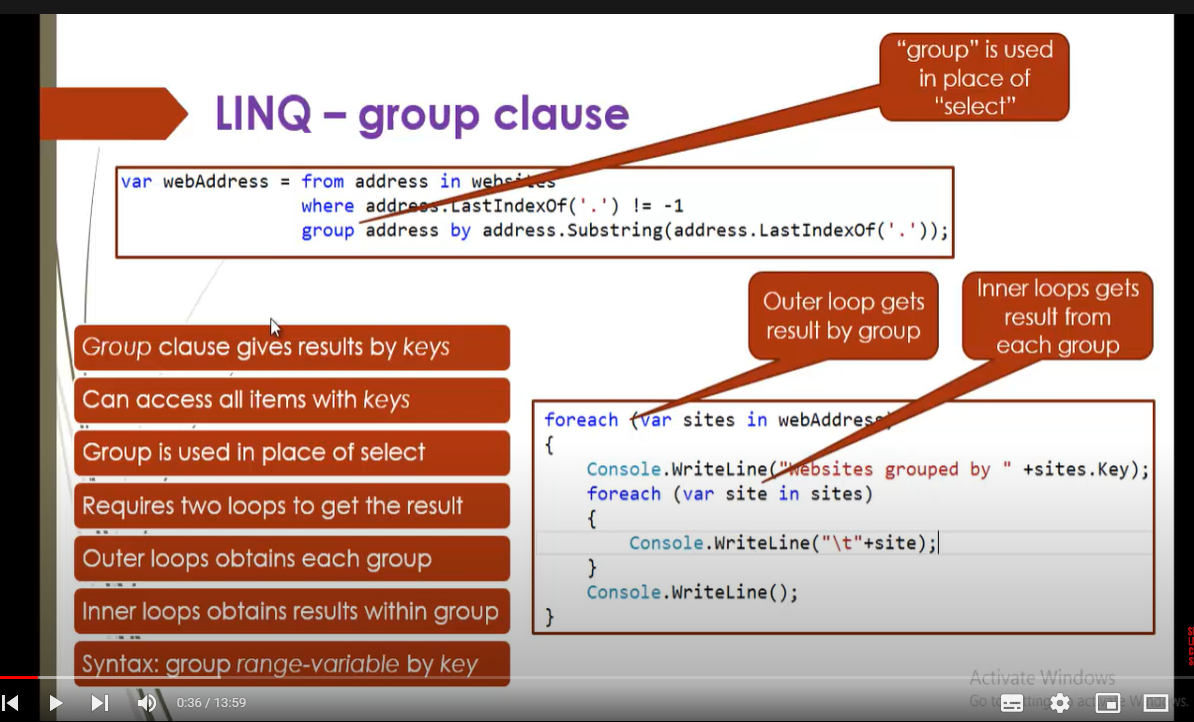 "group" is used
in place of
"select"
LINQ – group clause
var webAddress = from address in websites
where address.LastIndexOf('.') != -1
group address by address.Substring(address.LastIndexOf('.'));
Outer loop gets
result by group
Inner loops gets
result from
each group
Group clause gives results by keys
Can access all items with keys
Group is used in place of select
Requires two loops to get the result
Outer loops obtains each group
Inner loops obtains results within group
Syntax: group range-variable by key
foreach (var sites in webAddress)
{
Console.WriteLine("Websites grouped by " +sites.Key);
foreach (var site in sites)
{
Console.WriteLine("\t"+site);
}
Console.WriteLine();
}
Activate Windows
Go to Settings to activate Windows.
0:36 / 13:59